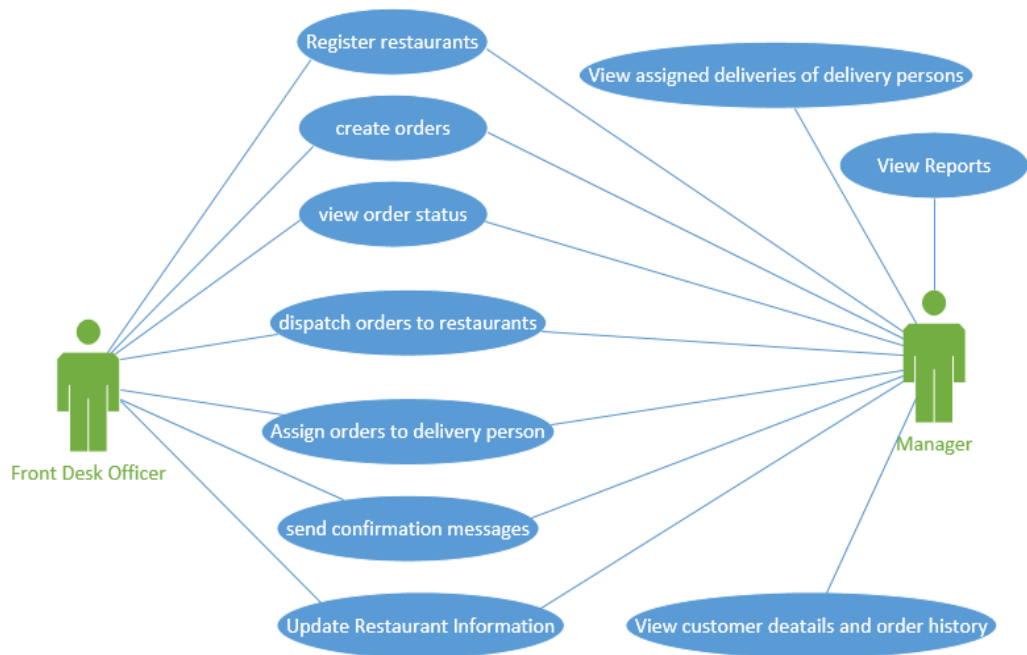 Register restaurants
View assigned deliveries of delivery persons
create orders
View Reports
view order status
dispatch orders to restaurants
Assign orders to delivery person
Manager
Front Desk Officer
send confirmation messages
Update Restaurant Information
View customer deatails and order history